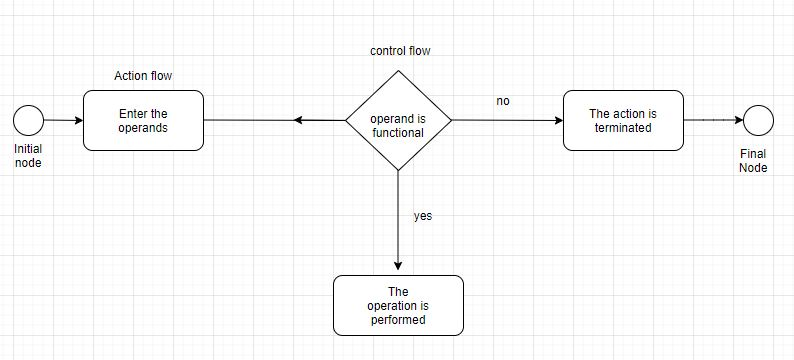 control flow
Action flow
Initial
node
Enter the
operands
operand is
functional
no
The action is
terminated
Final
Node
yes
The
operation is
performed